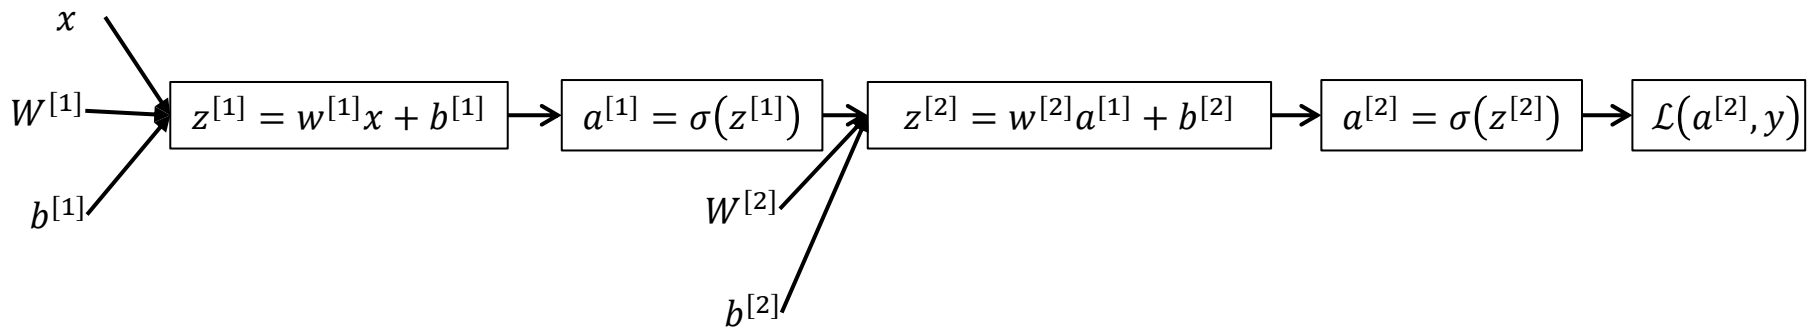 x
W^[1]
b^[1]
z^[1] = w^[1]x + b^[1]
a^[1] = σ(z^[1])
z^[2] = w^[2]a^[1] + b^[2]
a^[2] = σ(z^[2])
ℒ(a^[2], y)
W^[2]
b^[2]